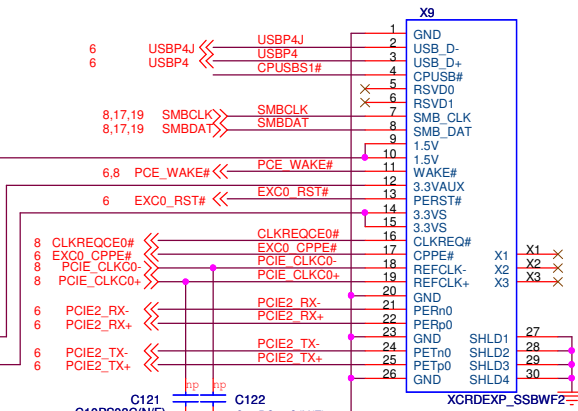 X9
1 GND
6 USBP4J USBP4J 2 USB_D-
6 USBP4 USBP4 3 USB_D+
CPUSBS1# 4 CPUSB#
5 RSVD0
6 RSVD1
8,17,19 SMBCLK SMBCLK 7 SMB_CLK
8,17,19 SMBDAT SMBDAT 8 SMB_DAT
9 1.5V
10 1.5V
6,8 PCE_WAKE# PCE_WAKE# 11 WAKE#
12 3.3VAUX
6 EXC0_RST# EXC0_RST# 13 PERST#
14 3.3VS
15 3.3VS
8 CLKREQCE0# CLKREQCE0# 16 CLKREQ#
6 EXC0_CPPE# EXC0_CPPE# 17 CPPE# X1 X1
8 PCIE_CLKC0- PCIE_CLKC0- 18 REFCLK- X2 X2
8 PCIE_CLKC0+ PCIE_CLKC0+ 19 REFCLK+ X3 X3
20 GND
6 PCIE2_RX- PCIE2_RX- 21 PERn0
6 PCIE2_RX+ PCIE2_RX+ 22 PERp0
23 GND SHLD1 27
6 PCIE2_TX- PCIE2_TX- 24 PETn0 SHLD2 28
6 PCIE2_TX+ PCIE2_TX+ 25 PETp0 SHLD3 29
26 GND SHLD4 30
np np
C121 C122 XCRDEXP_SSBWF2